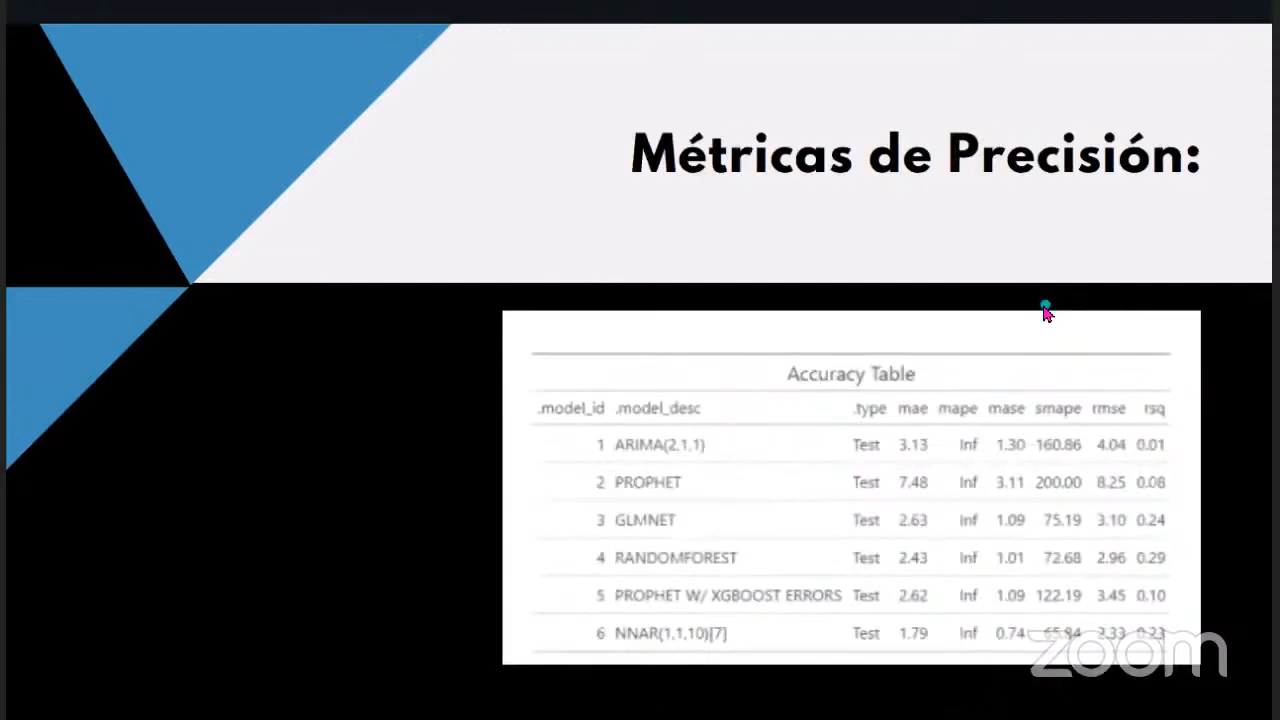 Métricas de Precisión:
Accuracy Table
.model_id .model_desc .type mae mape mase smape rmse rsq
1 ARIMA(2,1,1) Test 3.13 Inf 1.30 160.86 4.04 0.01
2 PROPHET Test 7.48 Inf 3.11 200.00 8.25 0.08
3 GLMNET Test 2.63 Inf 1.09 75.19 3.10 0.24
4 RANDOMFOREST Test 2.43 Inf 1.01 72.68 2.96 0.29
5 PROPHET W/ XGBOOST ERRORS Test 2.62 Inf 1.09 122.19 3.45 0.10
6 NNAR(1,1,10)[7] Test 1.79 Inf 0.74
zoom